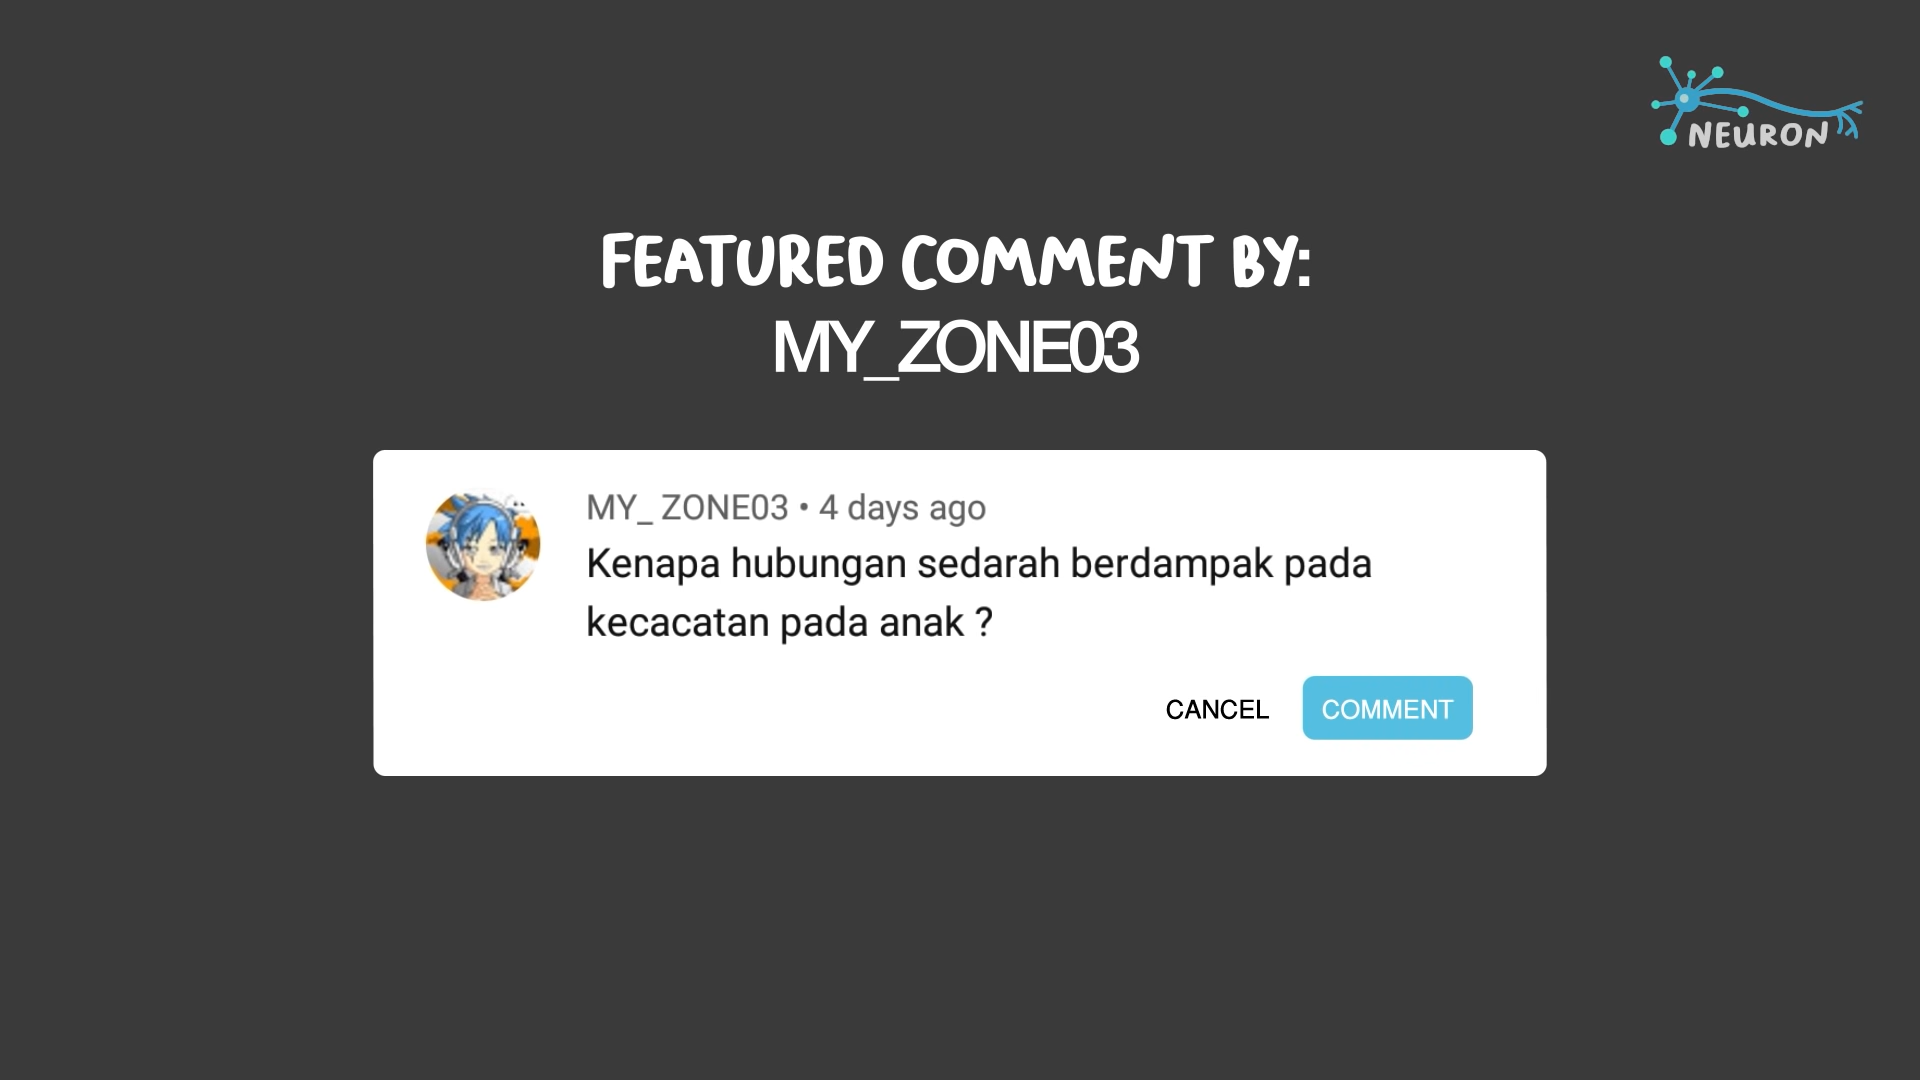 NEURON
FEATURED COMMENT BY:
MY_ZONE03
MY_ ZONE03 • 4 days ago
Kenapa hubungan sedarah berdampak pada
kecacatan pada anak ?
CANCEL COMMENT